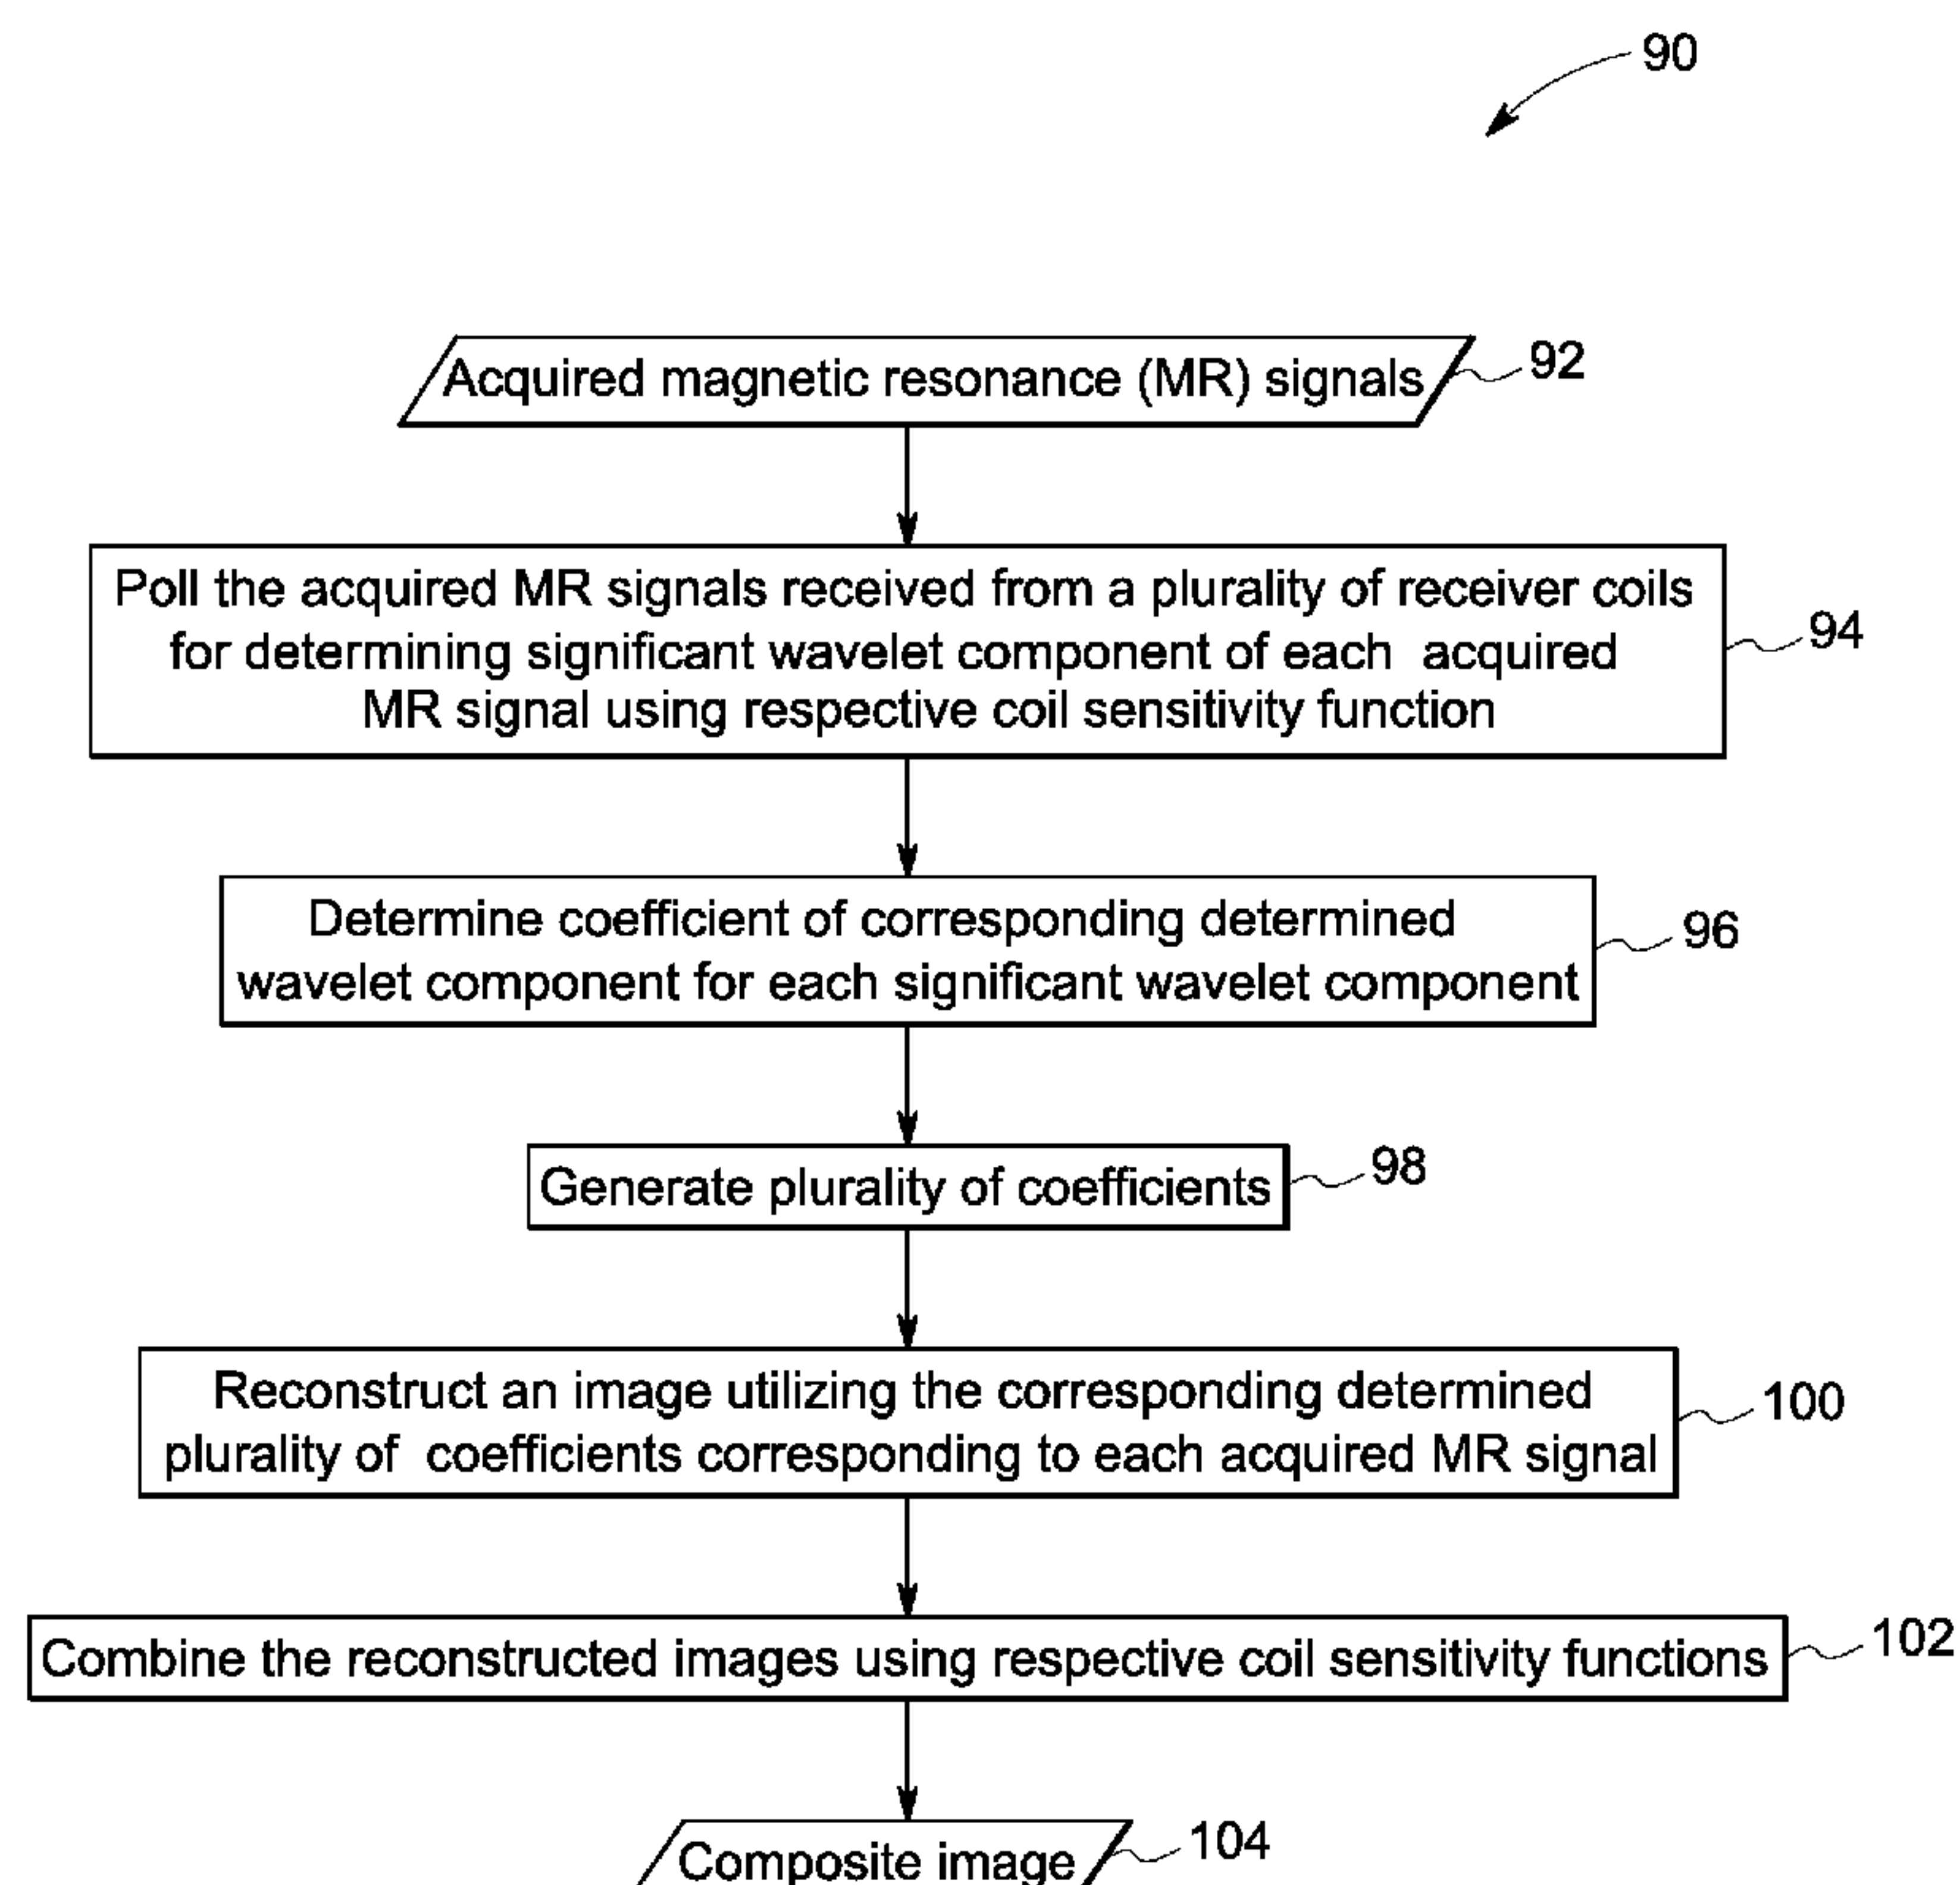 90
Acquired magnetic resonance (MR) signals
92
Poll the acquired MR signals received from a plurality of receiver coils
for determining significant wavelet component of each acquired
MR signal using respective coil sensitivity function
94
Determine coefficient of corresponding determined
wavelet component for each significant wavelet component
96
Generate plurality of coefficients
98
Reconstruct an image utilizing the corresponding determined
plurality of coefficients corresponding to each acquired MR signal
100
Combine the reconstructed images using respective coil sensitivity functions
102
Composite image
104